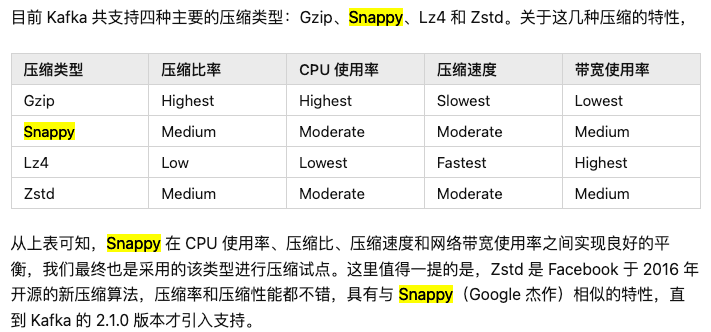 目前 Kafka 共支持四种主要的压缩类型：Gzip、Snappy、Lz4 和 Zstd。关于这几种压缩的特性，
压缩类型 压缩比率 CPU 使用率 压缩速度 带宽使用率
Gzip Highest Highest Slowest Lowest
Snappy Medium Moderate Moderate Medium
Lz4 Low Lowest Fastest Highest
Zstd Medium Moderate Moderate Medium
从上表可知，Snappy 在 CPU 使用率、压缩比、压缩速度和网络带宽使用率之间实现良好的平
衡，我们最终也是采用的该类型进行压缩试点。这里值得一提的是，Zstd 是 Facebook 于 2016 年
开源的新压缩算法，压缩率和压缩性能都不错，具有与 Snappy（Google 杰作）相似的特性，直
到 Kafka 的 2.1.0 版本才引入支持。